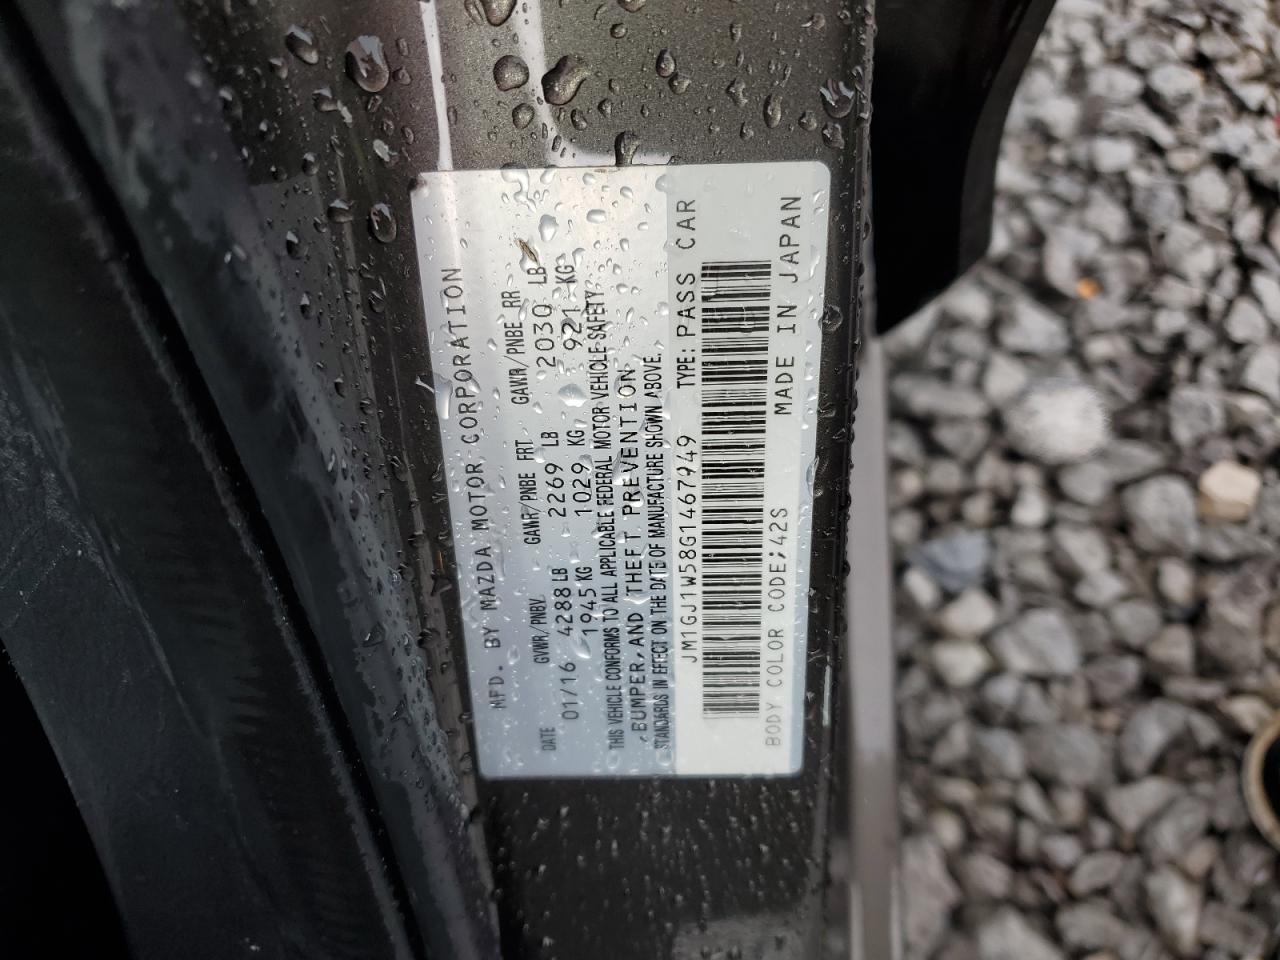 MFD. BY MAZDA MOTOR CORPORATION
DATE GVWR/PNBV GAWR/PNBE FRT GAWR/PNBE RR
01/16 4288 LB 2269 LB 2030 LB
1945 KG 1029 KG 921 KG
THIS VEHICLE CONFORMS TO ALL APPLICABLE FEDERAL MOTOR VEHICLE SAFETY,
BUMPER, AND THEFT PREVENTION
STANDARDS IN EFFECT ON THE DATE OF MANUFACTURE SHOWN ABOVE.
JM1GJ1W58G1467949 TYPE: PASS CAR
BODY COLOR CODE;42S MADE IN JAPAN